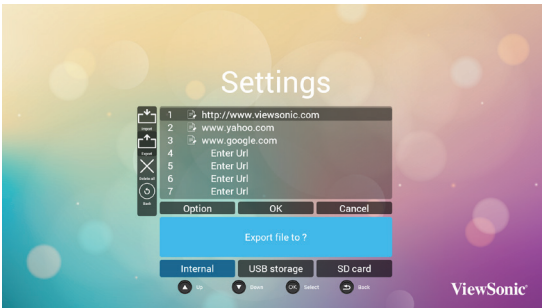 Settings
Import
Export
Delete all
Back
1 http://www.viewsonic.com
2 www.yahoo.com
3 www.google.com
4 Enter Url
5 Enter Url
6 Enter Url
7 Enter Url
Option OK Cancel
Export file to ?
Internal USB storage SD card
Up Down OK Select Back
ViewSonic